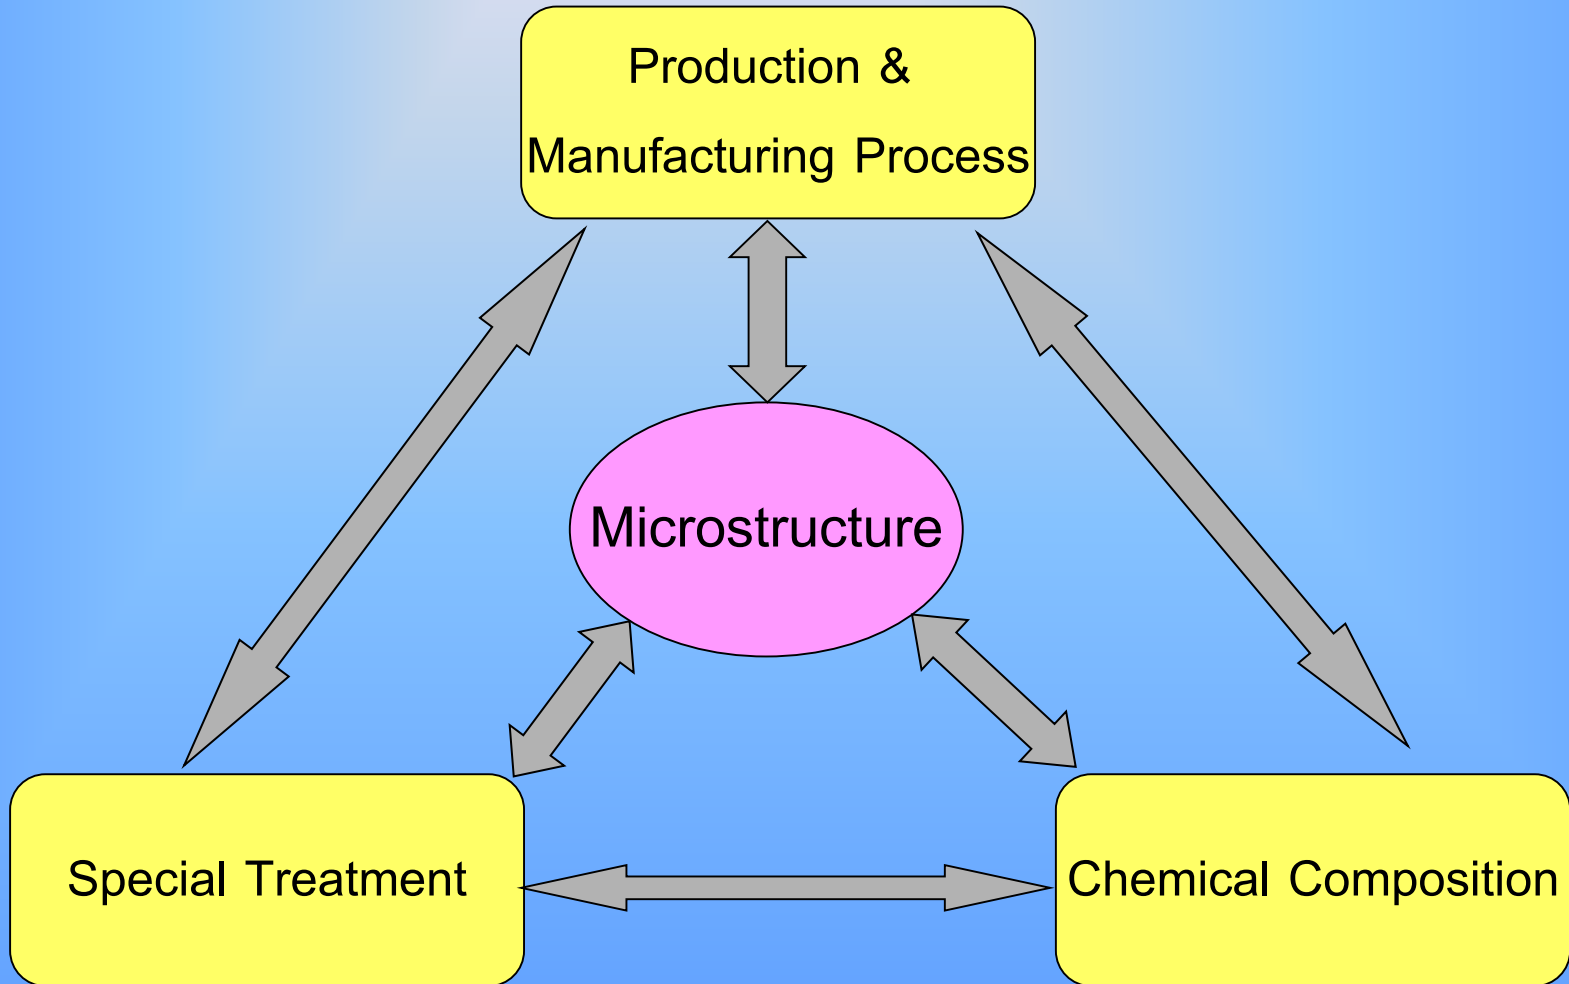 Production &
Manufacturing Process
Microstructure
Special Treatment
Chemical Composition